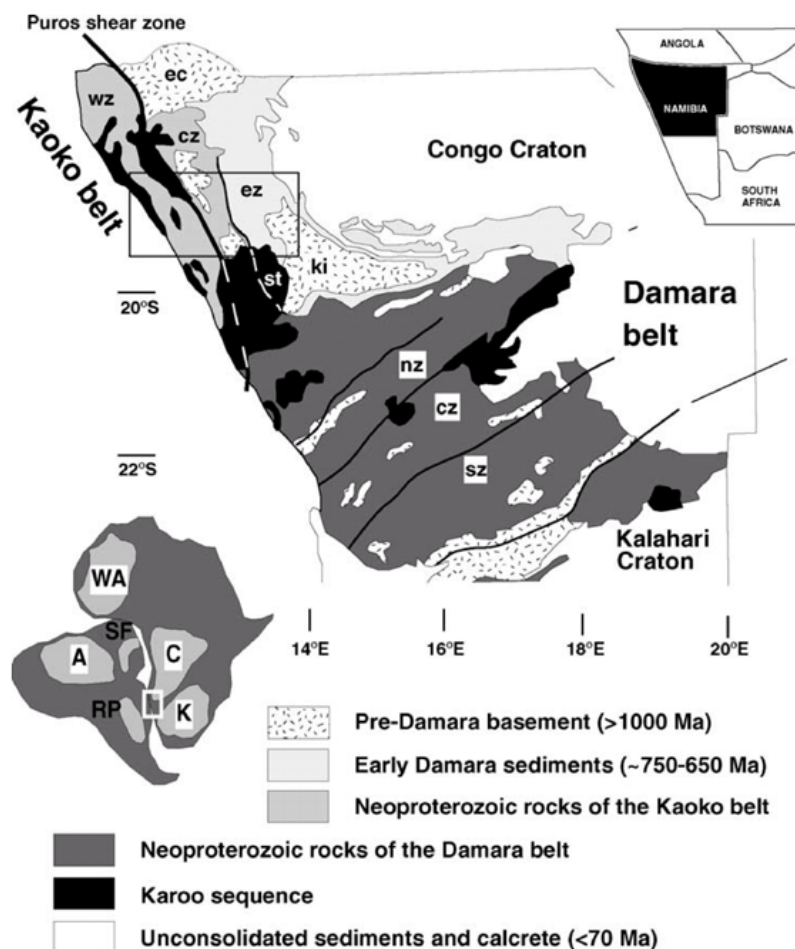 Puros shear zone
ANGOLA
NAMIBIA
BOTSWANA
SOUTH
AFRICA
ec
wz
cz
Kaoko belt
Congo Craton
ez
ki
st
20°S
Damara
belt
nz
cz
sz
22°S
Kalahari
Craton
WA
SF
A
C
RP
K
14°E
16°E
18°E
20°E
Pre-Damara basement (>1000 Ma)
Early Damara sediments (~750-650 Ma)
Neoproterozoic rocks of the Kaoko belt
Neoproterozoic rocks of the Damara belt
Karoo sequence
Unconsolidated sediments and calcrete (<70 Ma)